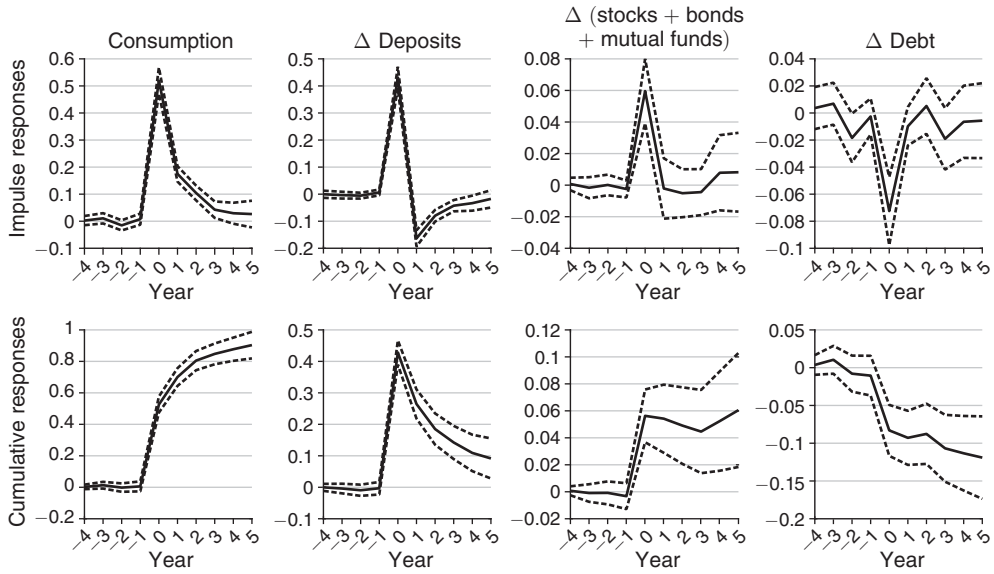 Consumption
Δ Deposits
Δ (stocks + bonds
+ mutual funds)
Δ Debt
Impulse responses
0.6
0.5
0.4
0.3
0.2
0.1
0
−0.1
−4 −3 −2 −1 0 1 2 3 4 5
Year
0.5
0.4
0.3
0.2
0.1
0
−0.1
−0.2
−4 −3 −2 −1 0 1 2 3 4 5
Year
0.08
0.06
0.04
0.02
0.00
−0.02
−0.04
−4 −3 −2 −1 0 1 2 3 4 5
Year
0.04
0.02
0
−0.02
−0.04
−0.06
−0.08
−0.1
−4 −3 −2 −1 0 1 2 3 4 5
Year
Cumulative responses
1
0.8
0.6
0.4
0.2
0
−0.2
−4 −3 −2 −1 0 1 2 3 4 5
Year
0.5
0.4
0.3
0.2
0.1
0
−0.1
−4 −3 −2 −1 0 1 2 3 4 5
Year
0.12
0.1
0.08
0.06
0.04
0.02
0
−0.02
−4 −3 −2 −1 0 1 2 3 4 5
Year
0.05
0
−0.05
−0.1
−0.15
−0.2
−4 −3 −2 −1 0 1 2 3 4 5
Year